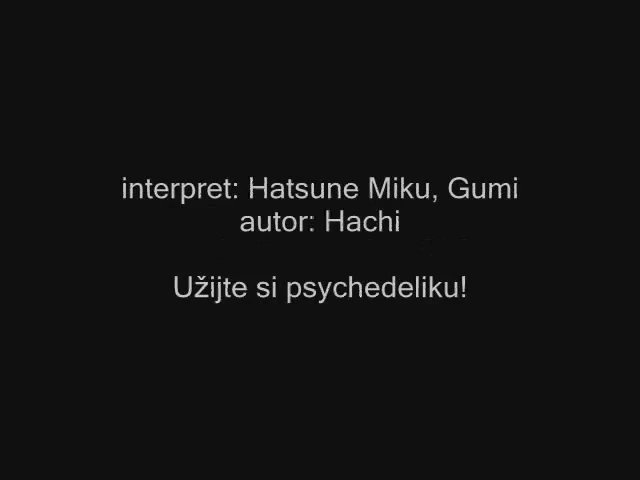 interpret: Hatsune Miku, Gumi
autor: Hachi
Užijte si psychedeliku!